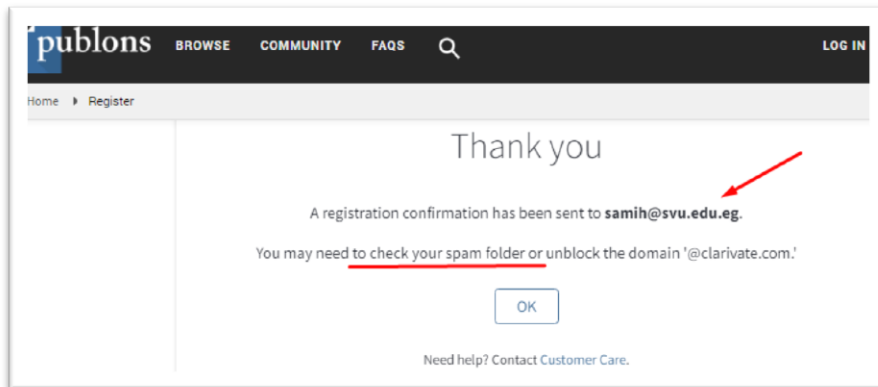 publons BROWSE COMMUNITY FAQS LOG IN
Home Register
Thank you
A registration confirmation has been sent to samih@svu.edu.eg.
You may need to check your spam folder or unblock the domain '@clarivate.com.'
OK
Need help? Contact Customer Care.